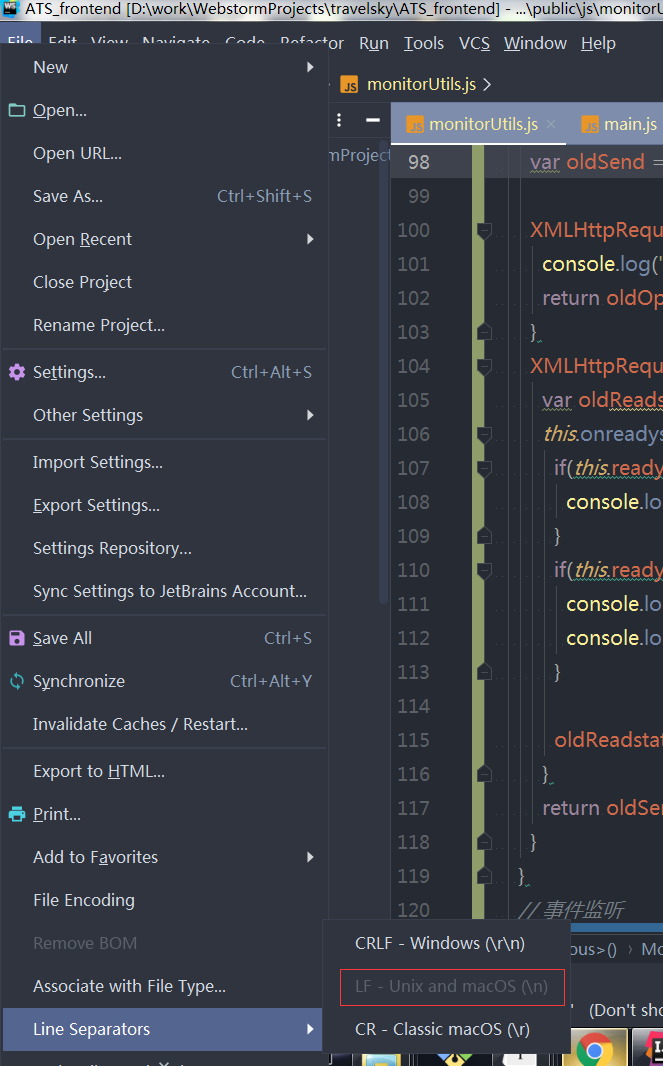 ATS_frontend [D:\work\WebstormProjects\travelsky\ATS_frontend] - ...\public\js\monitorU
File Edit View Navigate Code Refactor Run Tools VCS Window Help
New
Open...
Open URL...
Save As... Ctrl+Shift+S
Open Recent
Close Project
Rename Project...
Settings... Ctrl+Alt+S
Other Settings
Import Settings...
Export Settings...
Settings Repository...
Sync Settings to JetBrains Account...
Save All Ctrl+S
Synchronize Ctrl+Alt+Y
Invalidate Caches / Restart...
Export to HTML...
Print...
Add to Favorites
File Encoding
Remove BOM
Associate with File Type...
Line Separators
CRLF - Windows (\r\n)
LF - Unix and macOS (\n)
CR - Classic macOS (\r)
JS monitorUtils.js
mProject
JS monitorUtils.js × JS main.js
98 var oldSend =
99
100 XMLHttpRequ
101 console.log('
102 return oldOp
103 }
104 XMLHttpRequ
105 var oldReads
106 this.onreadys
107 if(this.ready
108 console.lo
109 }
110 if(this.ready
111 console.lo
112 console.lo
113 }
114
115 oldReadstat
116 }
117 return oldSe
118 }
119 }
120 // 事件监听
ous>() › Mo
" (Don't sho